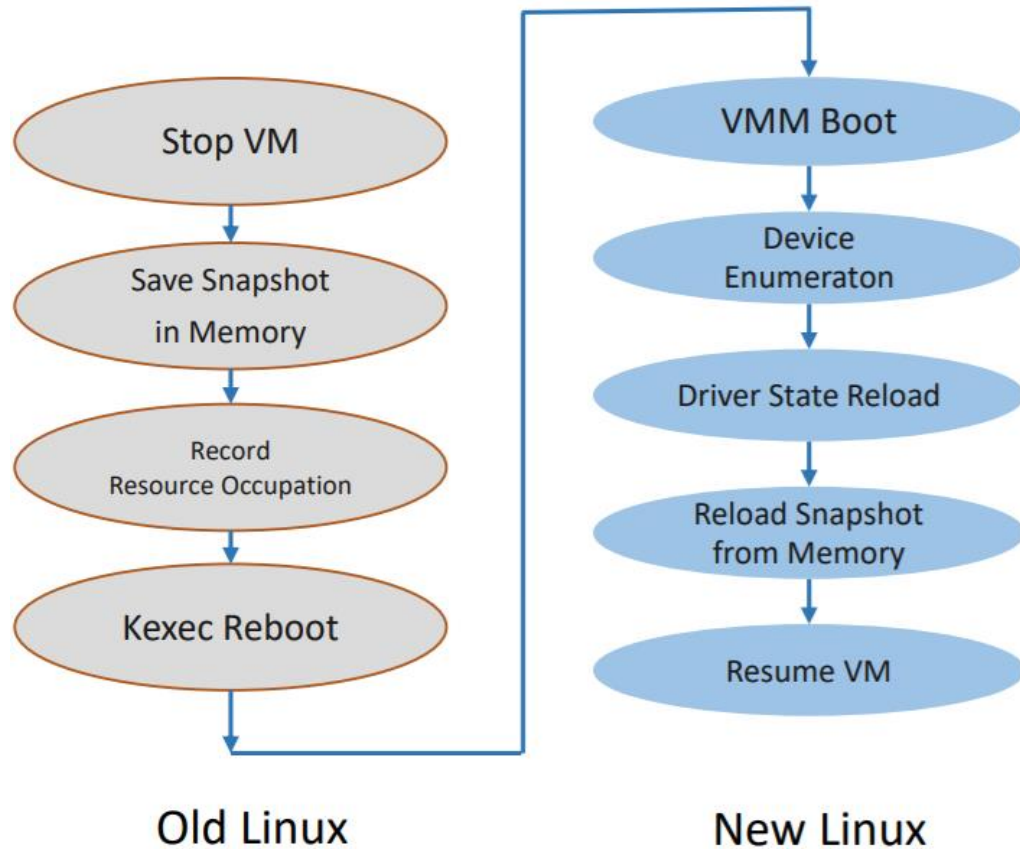 Stop VM
Save Snapshot
in Memory
Record
Resource Occupation
Kexec Reboot
Old Linux
VMM Boot
Device
Enumeraton
Driver State Reload
Reload Snapshot
from Memory
Resume VM
New Linux